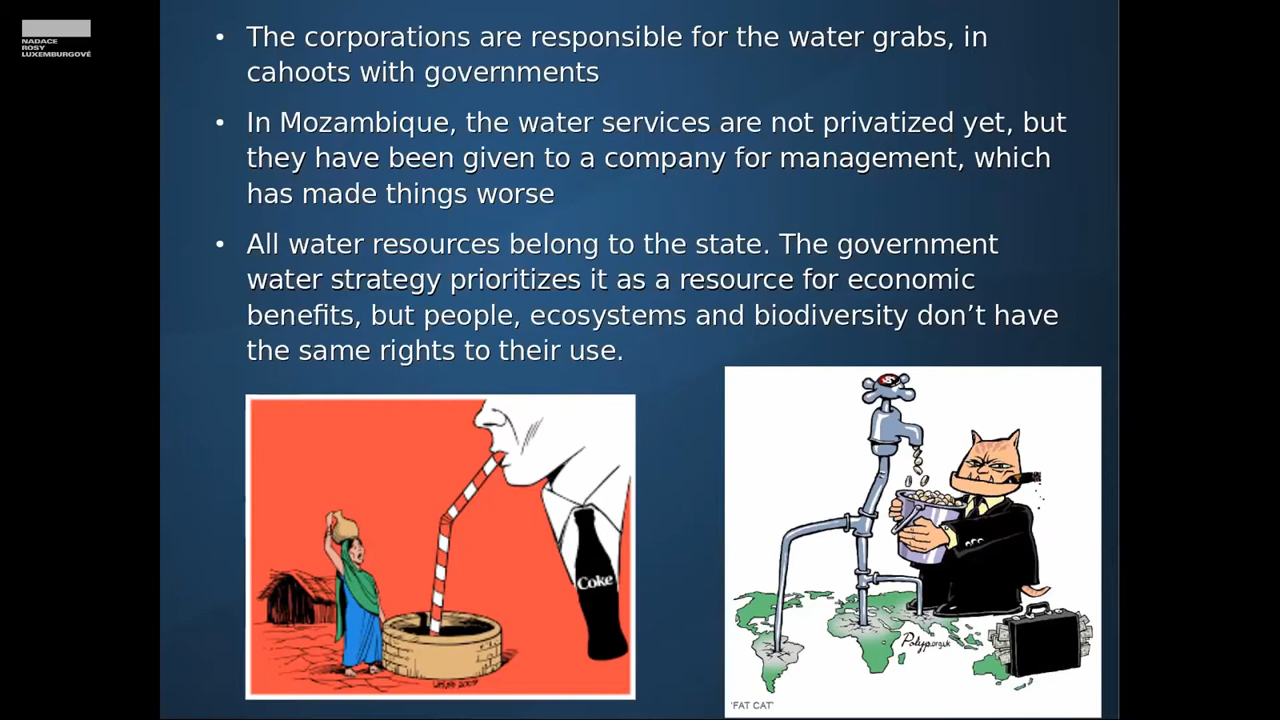 NADACE
ROSY
LUXEMBURGOVÉ
• The corporations are responsible for the water grabs, in
cahoots with governments
• In Mozambique, the water services are not privatized yet, but
they have been given to a company for management, which
has made things worse
• All water resources belong to the state. The government
water strategy prioritizes it as a resource for economic
benefits, but people, ecosystems and biodiversity don’t have
the same rights to their use.
Coke
$
Polyp.org.uk
'FAT CAT'